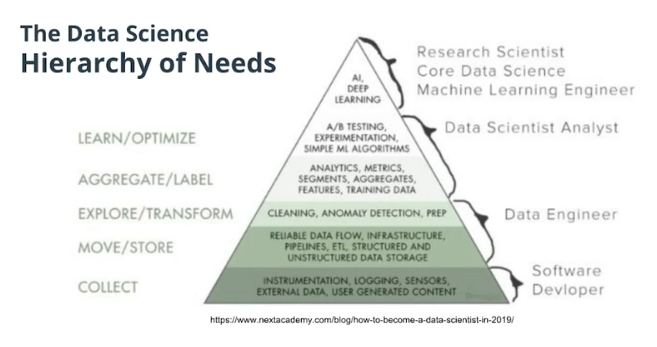 The Data Science
Hierarchy of Needs
AI,
DEEP
LEARNING
Research Scientist
Core Data Science
Machine Learning Engineer
LEARN/OPTIMIZE
A/B TESTING,
EXPERIMENTATION,
SIMPLE ML ALGORITHMS
Data Scientist Analyst
AGGREGATE/LABEL
ANALYTICS, METRICS,
SEGMENTS, AGGREGATES,
FEATURES, TRAINING DATA
EXPLORE/TRANSFORM
CLEANING, ANOMALY DETECTION, PREP
Data Engineer
MOVE/STORE
RELIABLE DATA FLOW, INFRASTRUCTURE,
PIPELINES, ETL, STRUCTURED AND
UNSTRUCTURED DATA STORAGE
COLLECT
INSTRUMENTATION, LOGGING, SENSORS,
EXTERNAL DATA, USER GENERATED CONTENT
Software
Devloper
https://www.nextacademy.com/blog/how-to-become-a-data-scientist-in-2019/